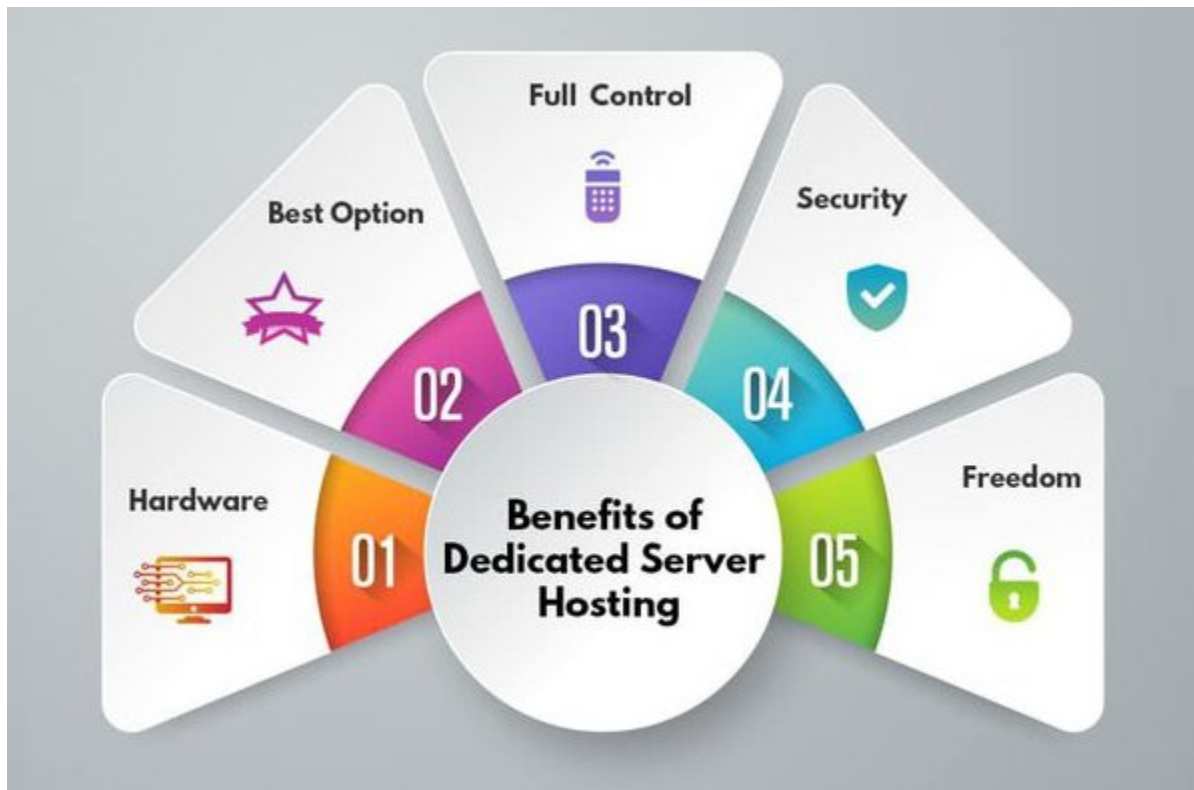 Full Control
Best Option
Security
Hardware
Freedom
01
02
03
04
05
Benefits of
Dedicated Server
Hosting